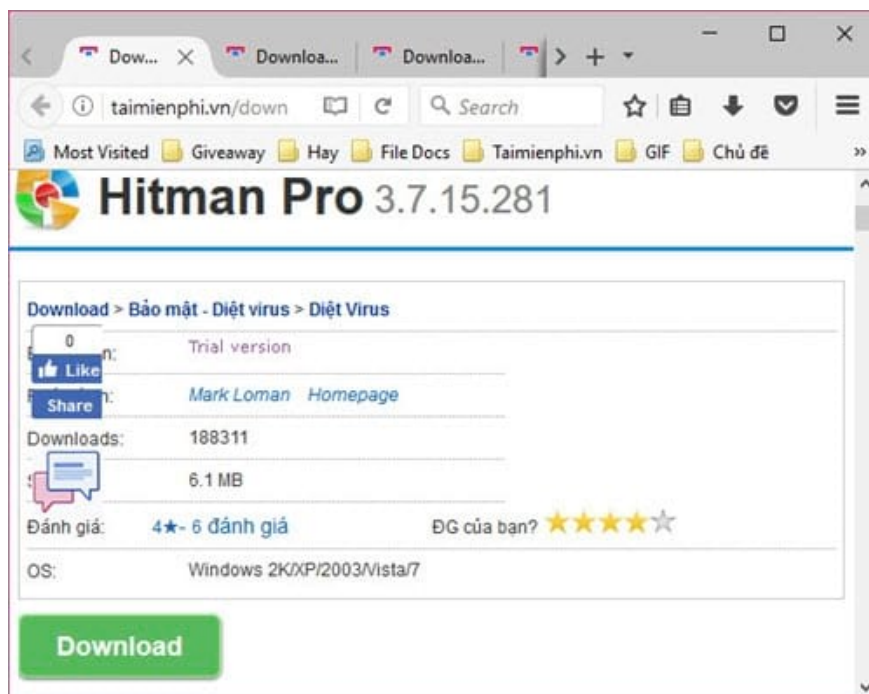 Dow...
Downloa...
Downloa...
taimienphi.vn/down
Search
Most Visited Giveaway Hay File Docs Taimienphi.vn GIF Chủ đề
Hitman Pro 3.7.15.281
Download > Bảo mật - Diệt virus > Diệt Virus
0
Trial version
Like
Mark Loman Homepage
Share
Downloads: 188311
6.1 MB
Đánh giá: 4★- 6 đánh giá ĐG của bạn?
OS: Windows 2K/XP/2003/Vista/7
Download